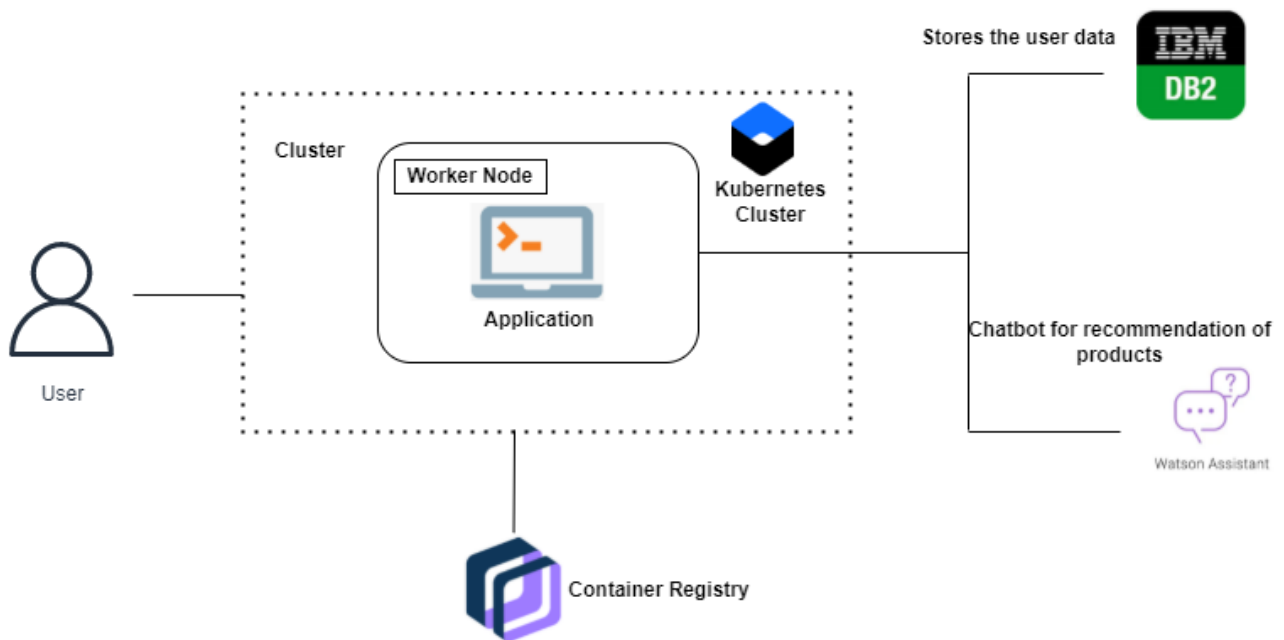 Stores the user data
IBM
DB2
Cluster
Worker Node
Kubernetes
Cluster
Application
User
Chatbot for recommendation of
products
?
Watson Assistant
Container Registry